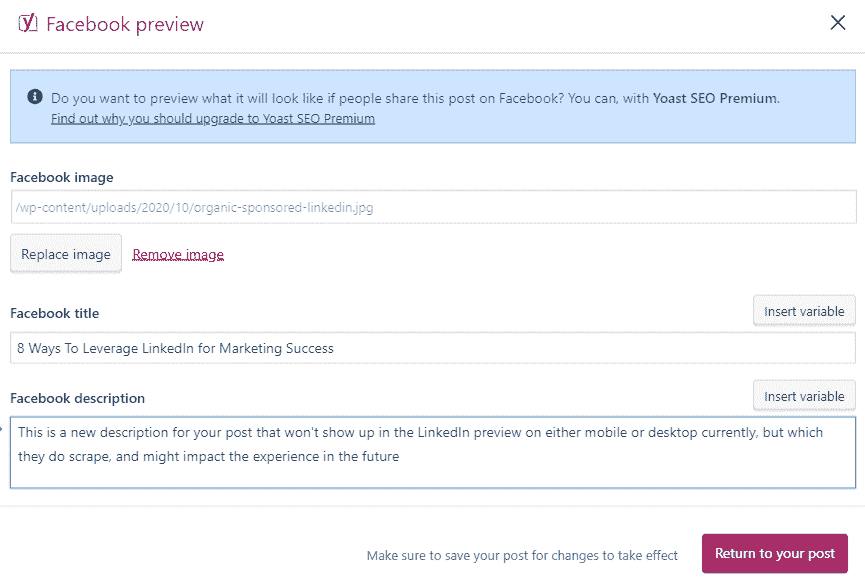 Facebook preview
Do you want to preview what it will look like if people share this post on Facebook? You can, with Yoast SEO Premium.
Find out why you should upgrade to Yoast SEO Premium
Facebook image
/wp-content/uploads/2020/10/organic-sponsored-linkedin.jpg
Replace image Remove image
Facebook title Insert variable
8 Ways To Leverage LinkedIn for Marketing Success
Facebook description Insert variable
This is a new description for your post that won't show up in the LinkedIn preview on either mobile or desktop currently, but which
they do scrape, and might impact the experience in the future
Make sure to save your post for changes to take effect Return to your post